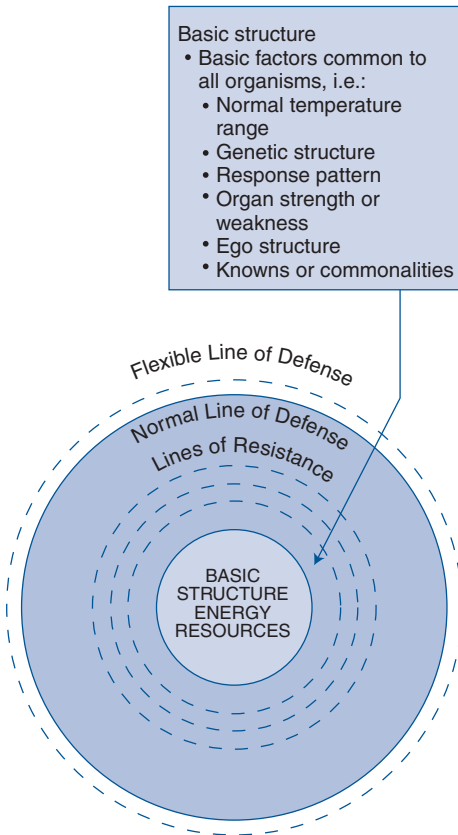 Basic structure
• Basic factors common to
all organisms, i.e.:
• Normal temperature
range
• Genetic structure
• Response pattern
• Organ strength or
weakness
• Ego structure
• Knowns or commonalities
Flexible Line of Defense
Normal Line of Defense
Lines of Resistance
BASIC
STRUCTURE
ENERGY
RESOURCES